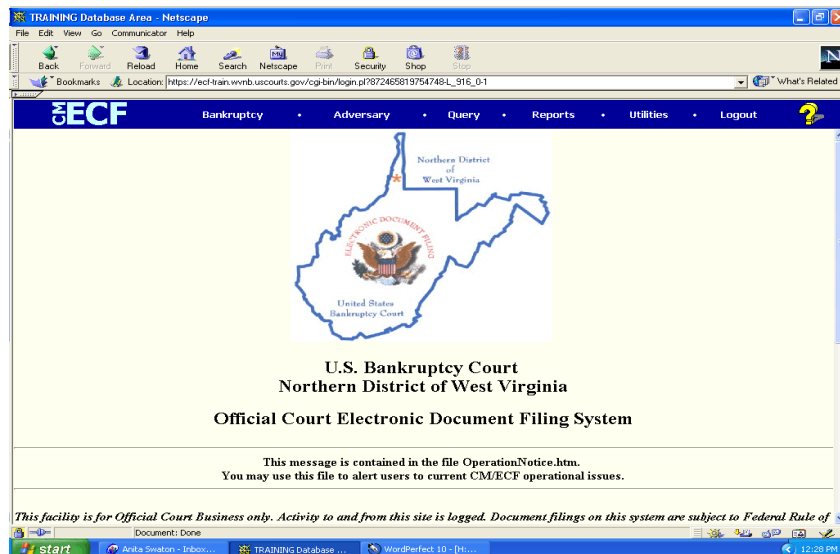 TRAINING Database Area - Netscape
File Edit View Go Communicator Help
Back Forward Reload Home Search Netscape Print Security Shop Stop
Bookmarks Location: https://ecf-train.wvnb.uscourts.gov/cgi-bin/login.pl?872465819754748-L_916_0-1 What's Related
CM ECF Bankruptcy • Adversary • Query • Reports • Utilities • Logout ?
Northern District
of
West Virginia
ELECTRONIC DOCUMENT FILING
United States
Bankruptcy Court
U.S. Bankruptcy Court
Northern District of West Virginia
Official Court Electronic Document Filing System
This message is contained in the file OperationNotice.htm.
You may use this file to alert users to current CM/ECF operational issues.
This facility is for Official Court Business only. Activity to and from this site is logged. Document filings on this system are subject to Federal Rule of
Document: Done
start Anita Swaton - Inbox... TRAINING Database ... WordPerfect 10 - [H:... 12:28 PM